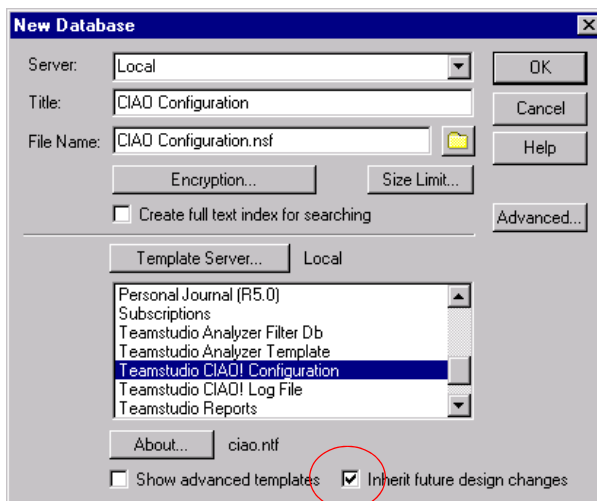 New Database
Server: Local OK
Title: CIAO Configuration Cancel
File Name: CIAO Configuration.nsf Help
Encryption... Size Limit...
Create full text index for searching Advanced...
Template Server... Local
Personal Journal (R5.0)
Subscriptions
Teamstudio Analyzer Filter Db
Teamstudio Analyzer Template
Teamstudio CIAO! Configuration
Teamstudio CIAO! Log File
Teamstudio Reports
About... ciao.ntf
Show advanced templates Inherit future design changes